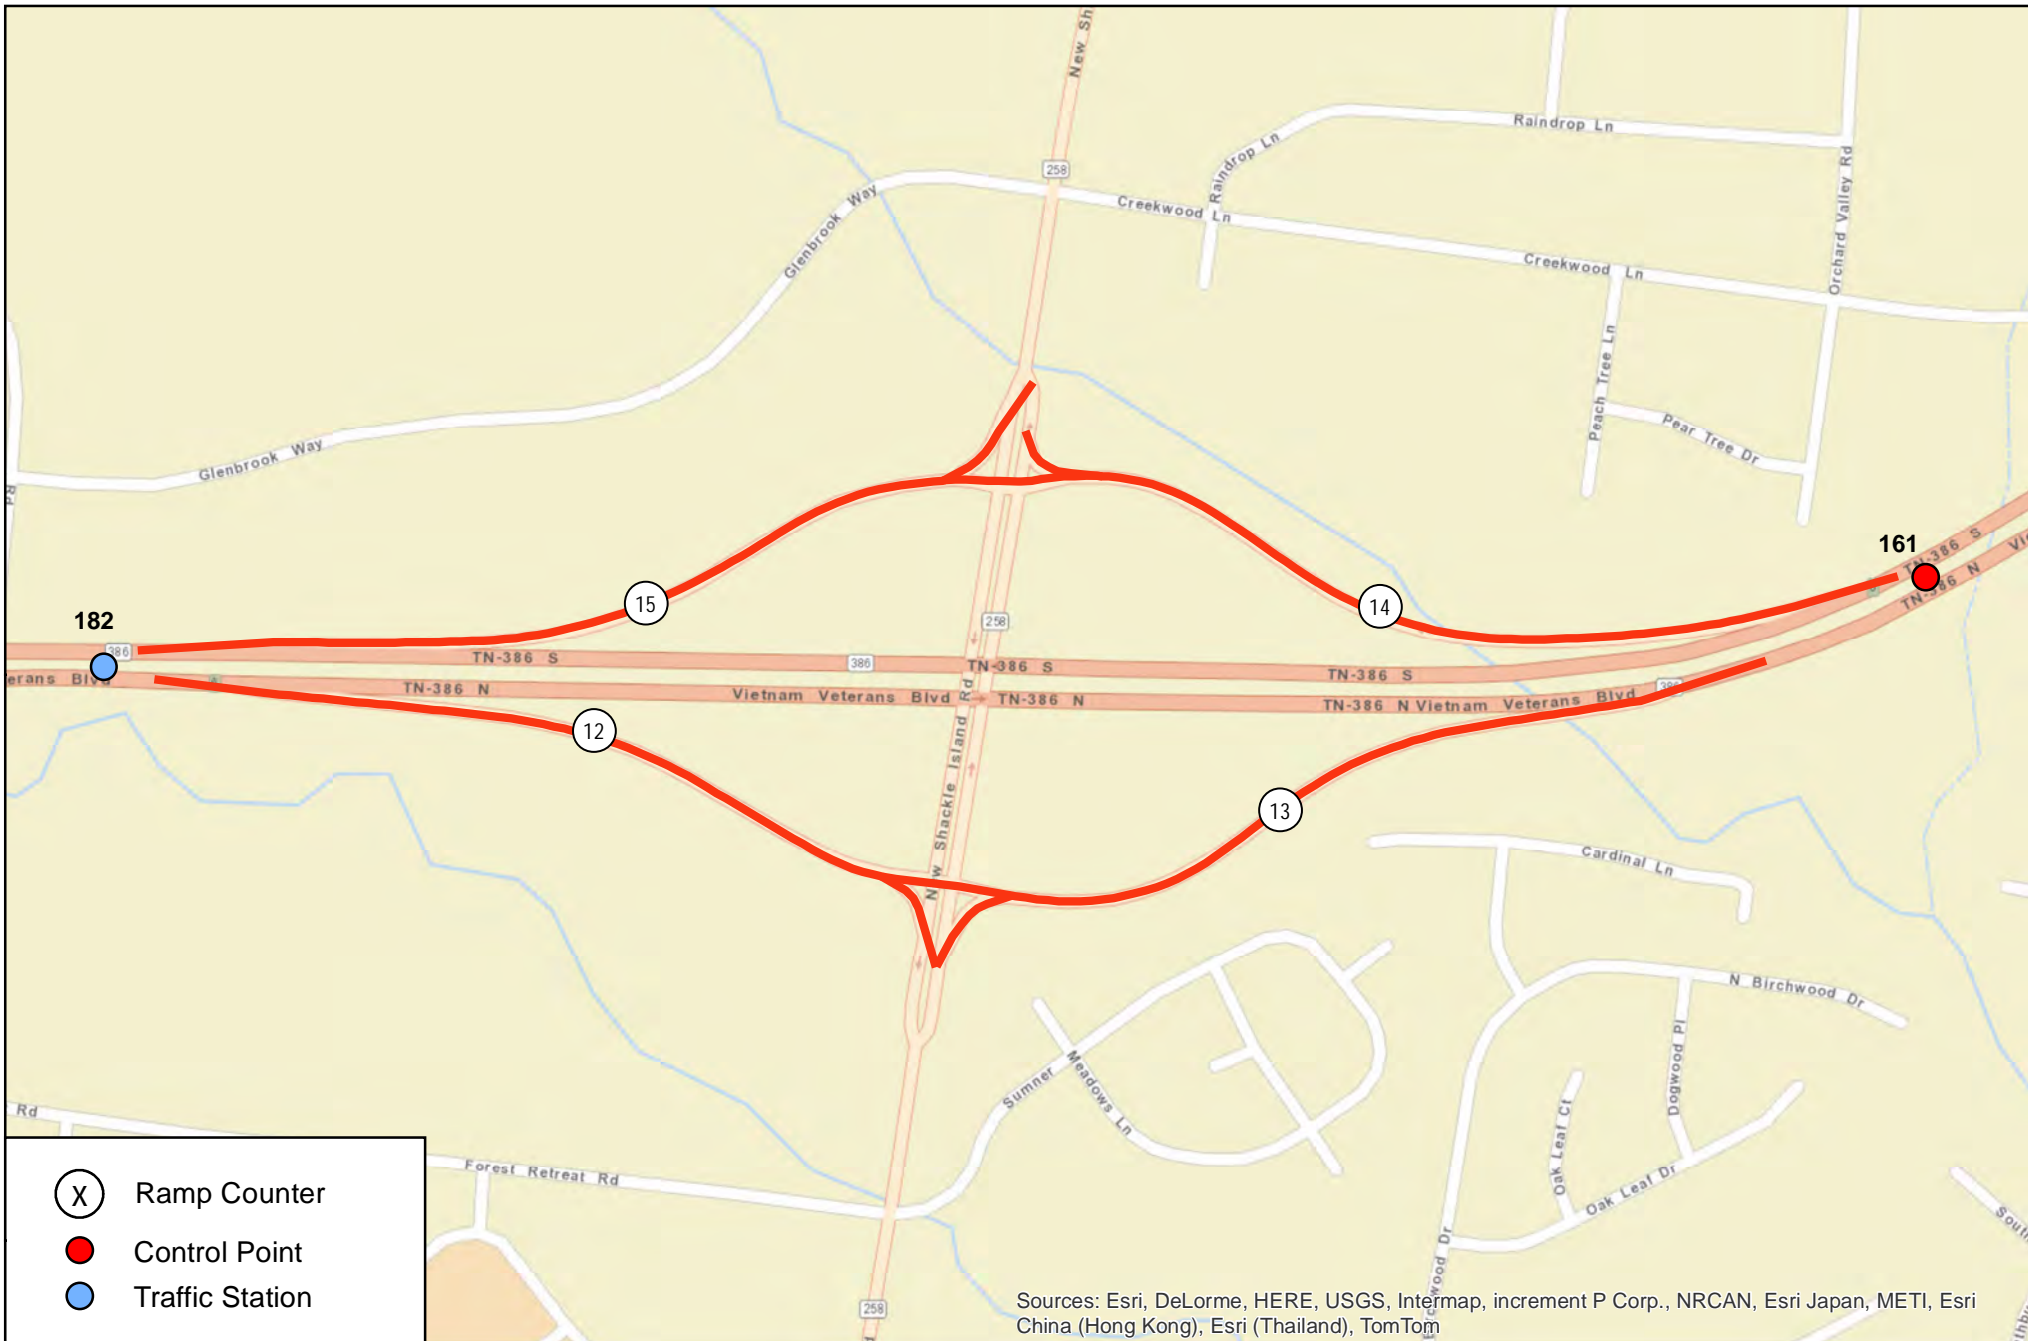 New Sh
Raindrop Ln
Raindrop Ln
Orchard Valley Rd
258
Glenbrook Way
Creekwood Ln
Creekwood Ln
Peach Tree Ln
Pear Tree Dr
Glenbrook Way
Rd
161
TN-386 S
TN-386 N
15
14
182
258
386
TN-386 S
386
TN-386 S
TN-386 S
erans Blvd
TN-386 N
Vietnam Veterans Blvd
TN-386 N
TN-386 N
Vietnam Veterans Blvd
12
New Shackle Island Rd
13
Cardinal Ln
N Birchwood Dr
Dogwood Pl
Sumner
Meadows Ln
Oak Leaf Ct
Oak Leaf Dr
Rd
Forest Retreat Rd
X Ramp Counter
Control Point
Traffic Station
258
Sources: Esri, DeLorme, HERE, USGS, Intermap, increment P Corp., NRCAN, Esri Japan, METI, Esri
China (Hong Kong), Esri (Thailand), TomTom